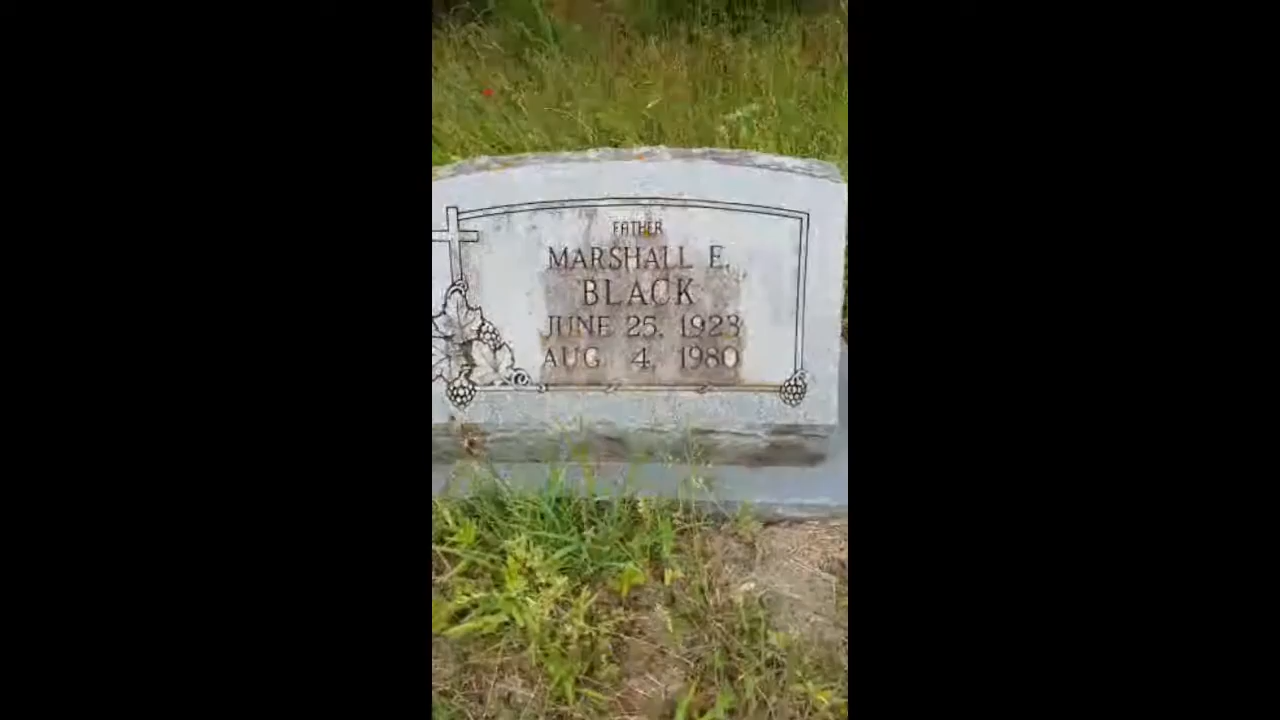 FATHER
MARSHALL E.
BLACK
JUNE 25, 1923
AUG. 4, 1980